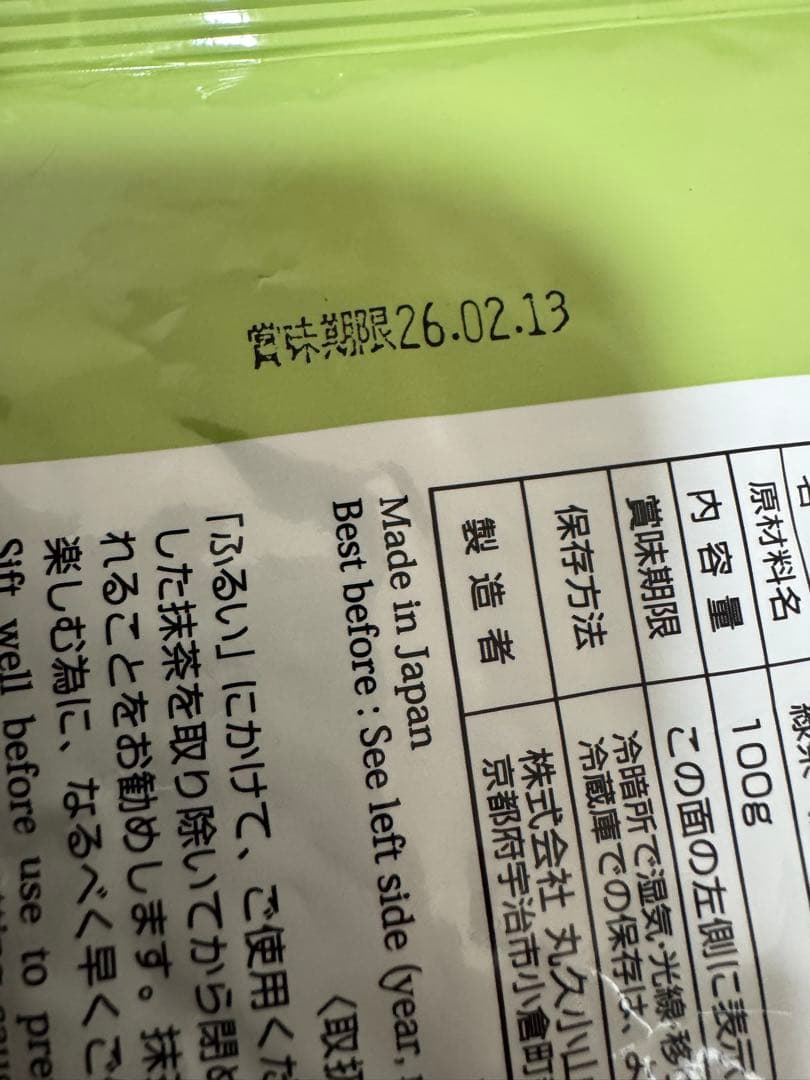 賞味期限26.02.13
原材料名
内容量 100g
賞味期限 この面の左側に表示
保存方法 冷暗所で湿気・光線・移
冷蔵庫での保存は、
製造者 株式会社 丸久小山
京都府宇治市小倉町
Made in Japan
Best before : See left side (year,
〈取扱
「ふるい」にかけて、ご使用くだ
した抹茶を取り除いてから閉め
れることをお勧めします。抹
楽しむ為に、なるべく早くご
Sift well before use to pre